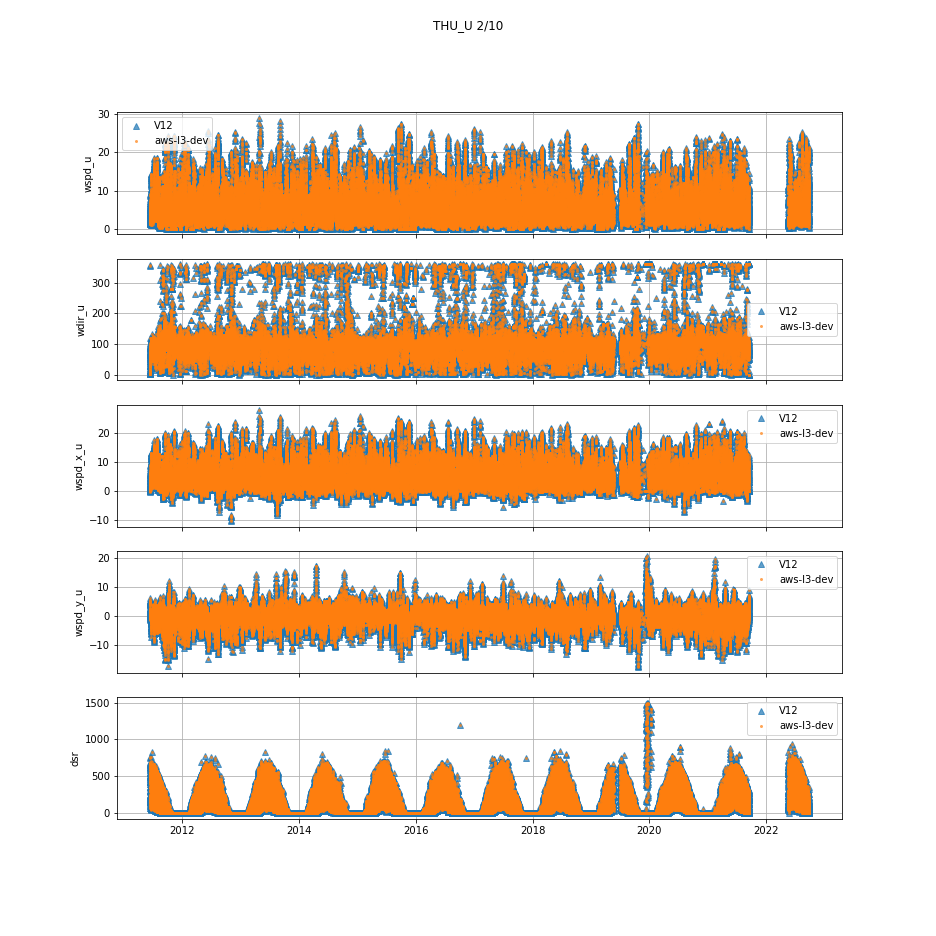 THU_U 2/10
30
20
10
0
wspd_u
V12
aws-l3-dev
300
200
100
0
wdir_u
V12
aws-l3-dev
20
10
0
−10
wspd_x_u
V12
aws-l3-dev
20
10
0
−10
wspd_y_u
V12
aws-l3-dev
1500
1000
500
0
dsr
V12
aws-l3-dev
2012 2014 2016 2018 2020 2022